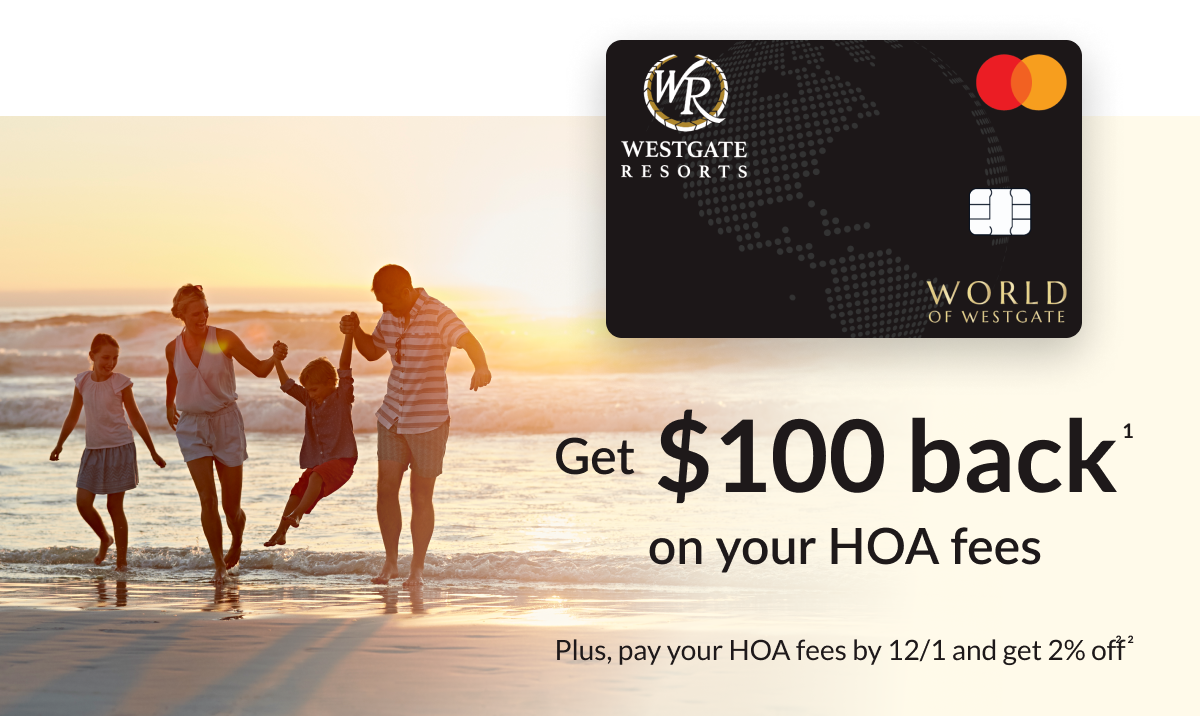 WR
WESTGATE
RESORTS
WORLD
OF WESTGATE
Get $100 back¹
on your HOA fees
Plus, pay your HOA fees by 12/1 and get 2% off² ²